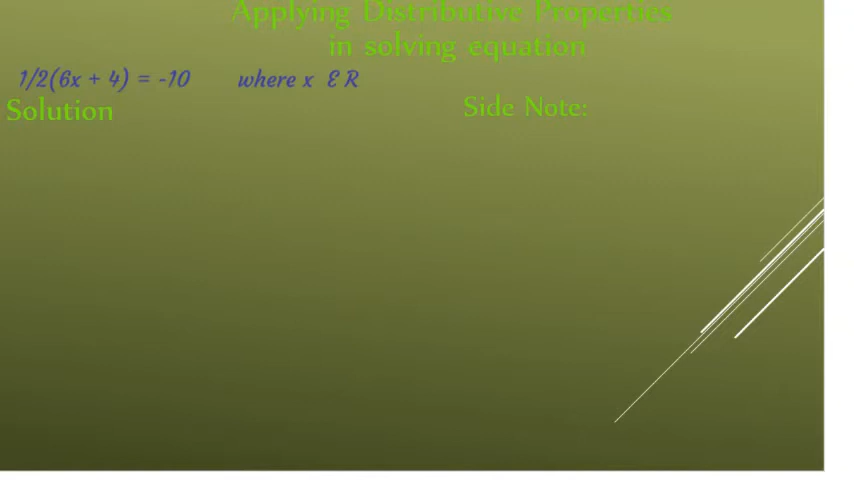 Applying Distributive Properties
in solving equation
1/2(6x + 4) = -10 where x Ɛ R
Solution
Side Note: